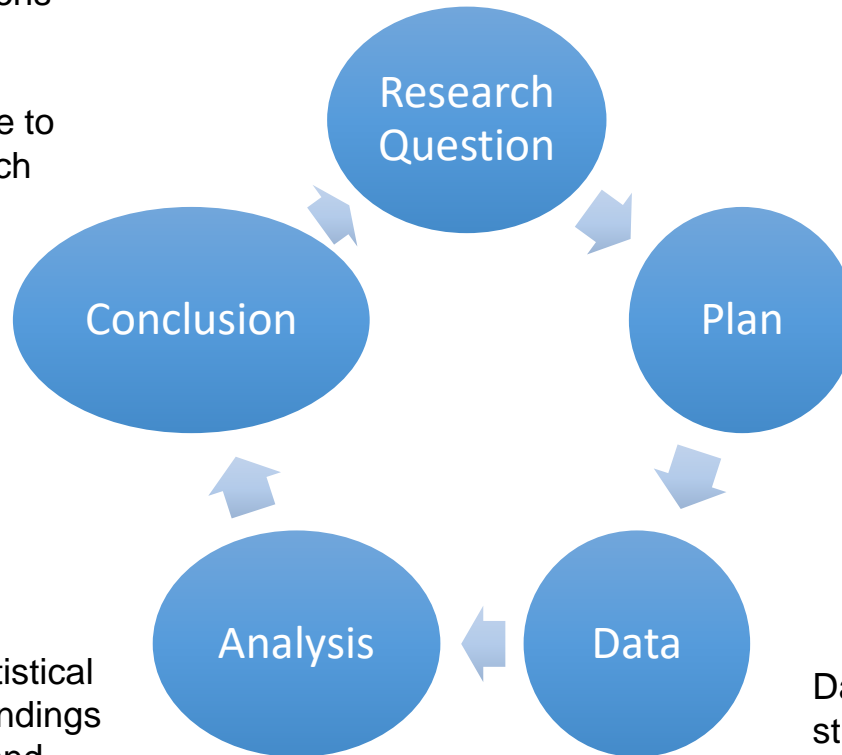 e to
ch
Research
Question
Conclusion
Plan
Analysis
Data
tistical
ndings
Da
st